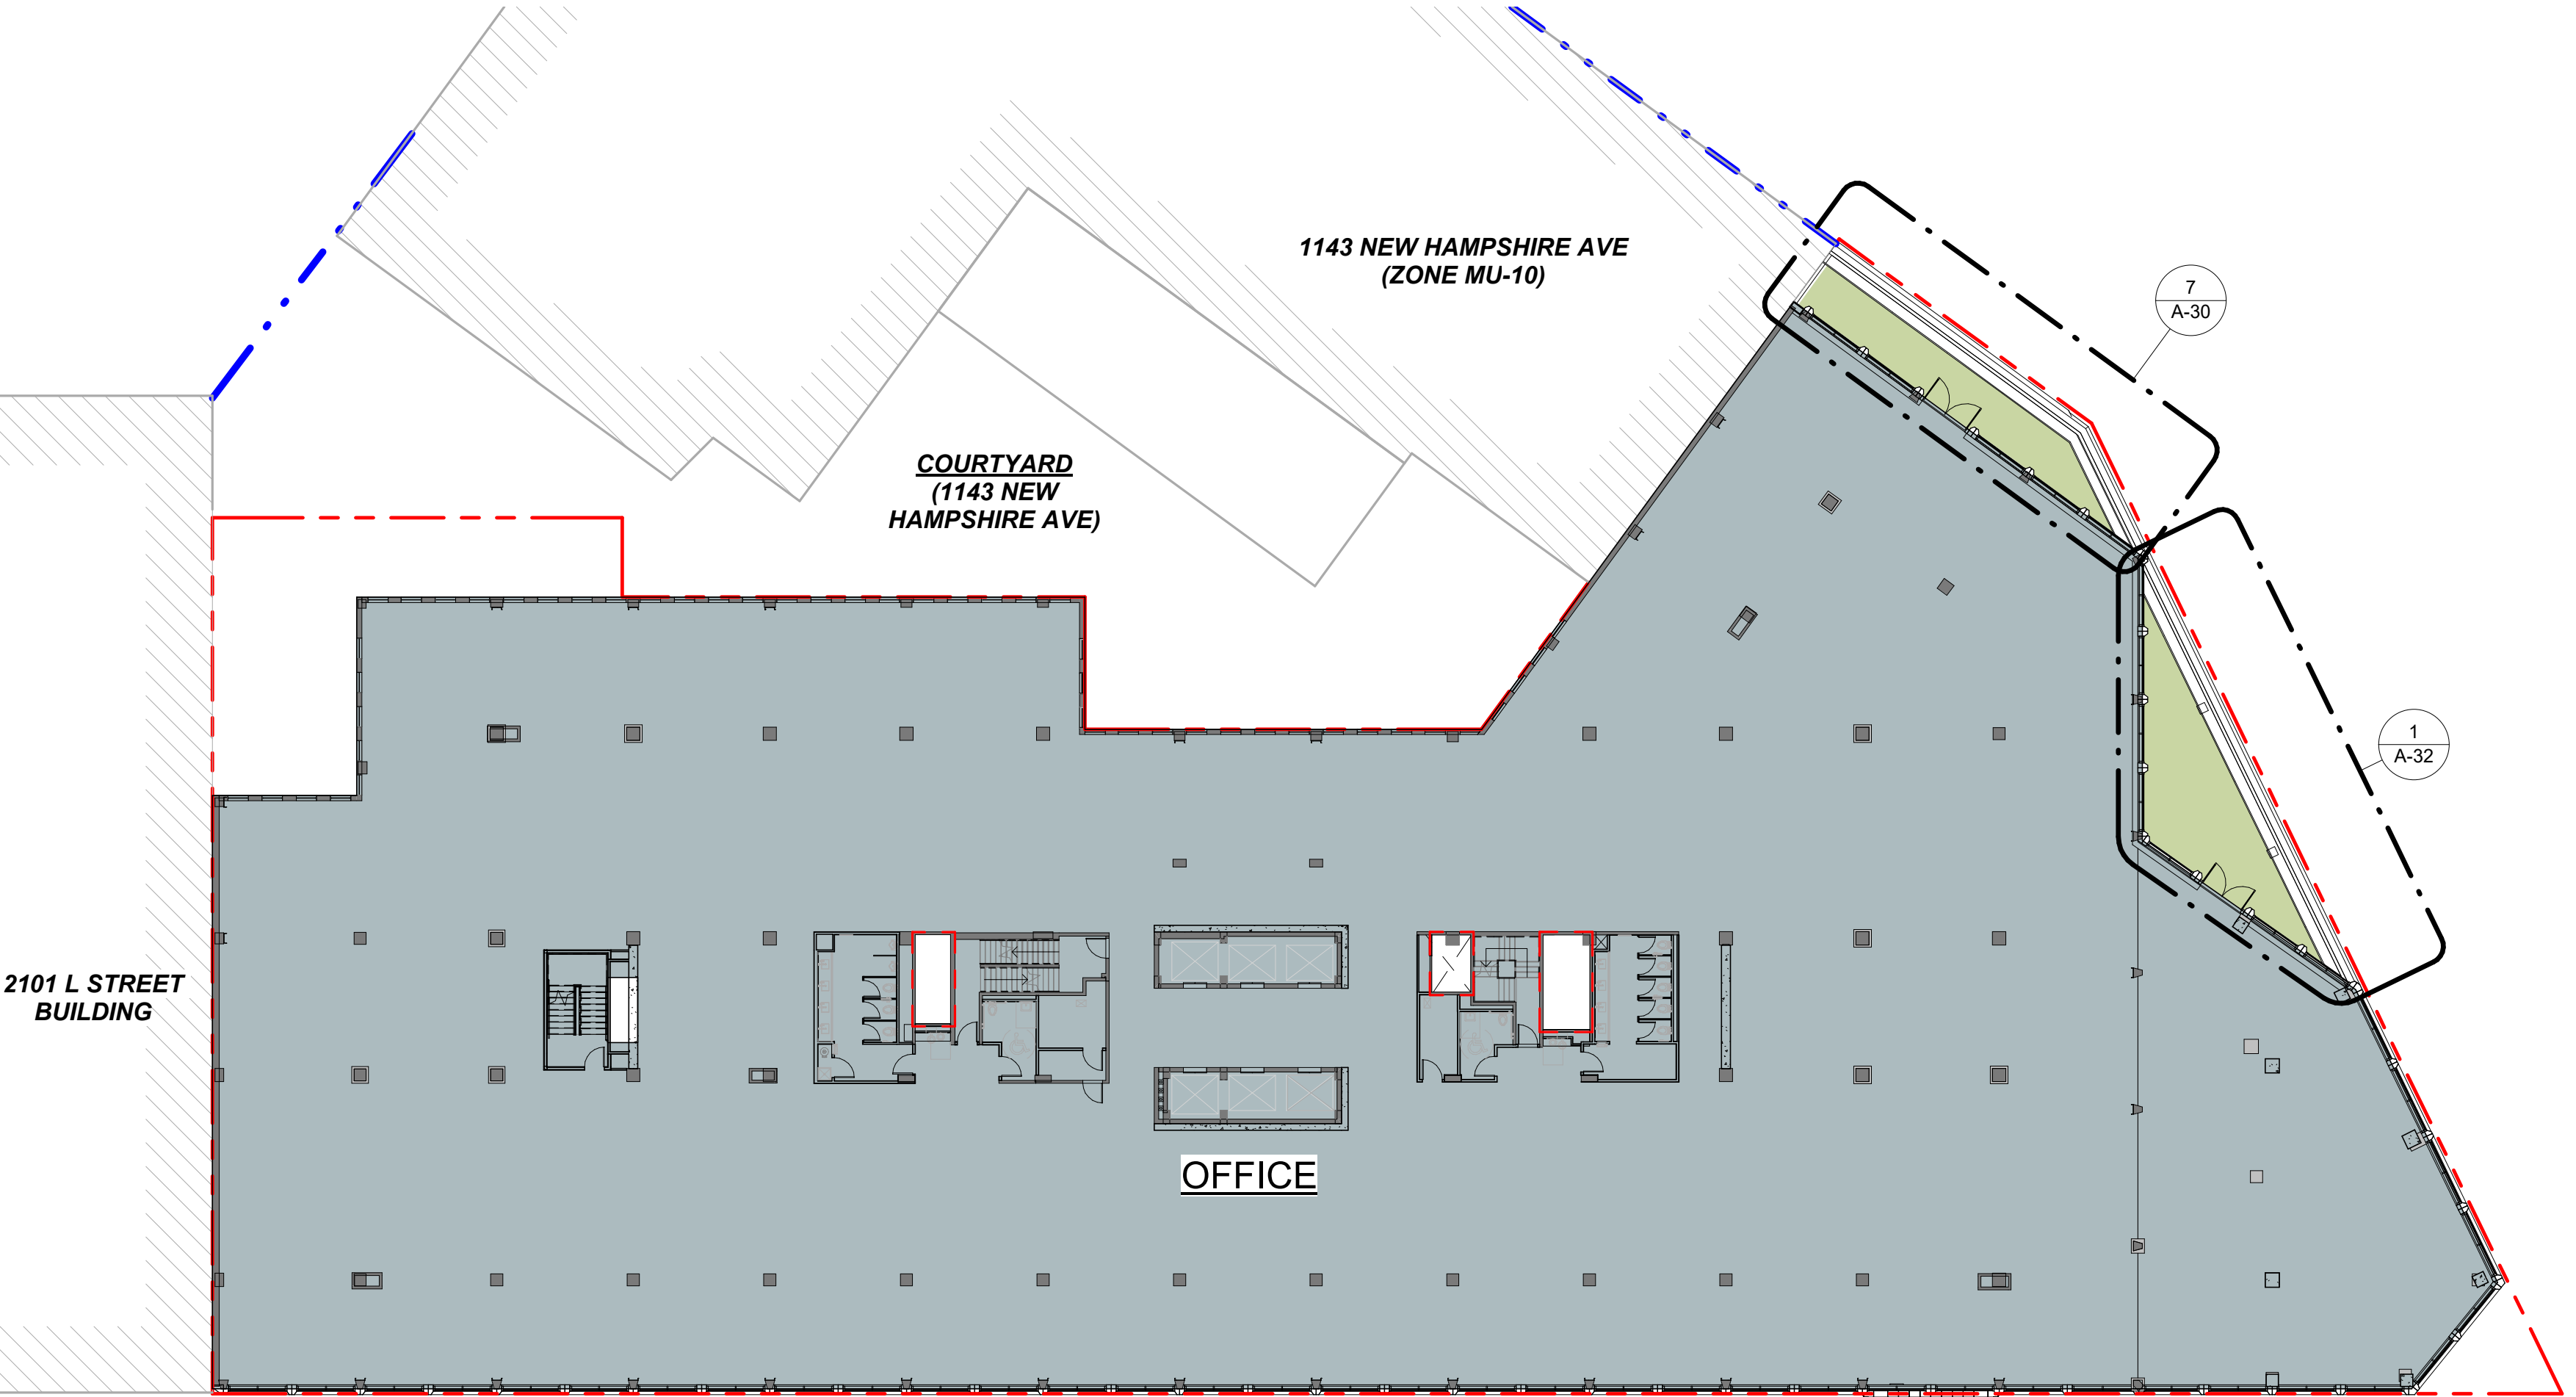 1143 NEW HAMPSHIRE AVE
(ZONE MU-10)
7
A-30
COURTYARD
(1143 NEW
HAMPSHIRE AVE)
1
A-32
2101 L STREET
BUILDING
OFFICE